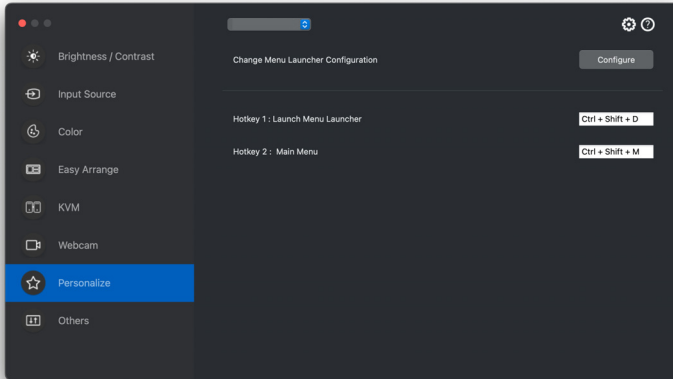 Brightness / Contrast
Input Source
Color
Easy Arrange
KVM
Webcam
Personalize
Others
Change Menu Launcher Configuration
Configure
Hotkey 1 : Launch Menu Launcher
Ctrl + Shift + D
Hotkey 2 : Main Menu
Ctrl + Shift + M